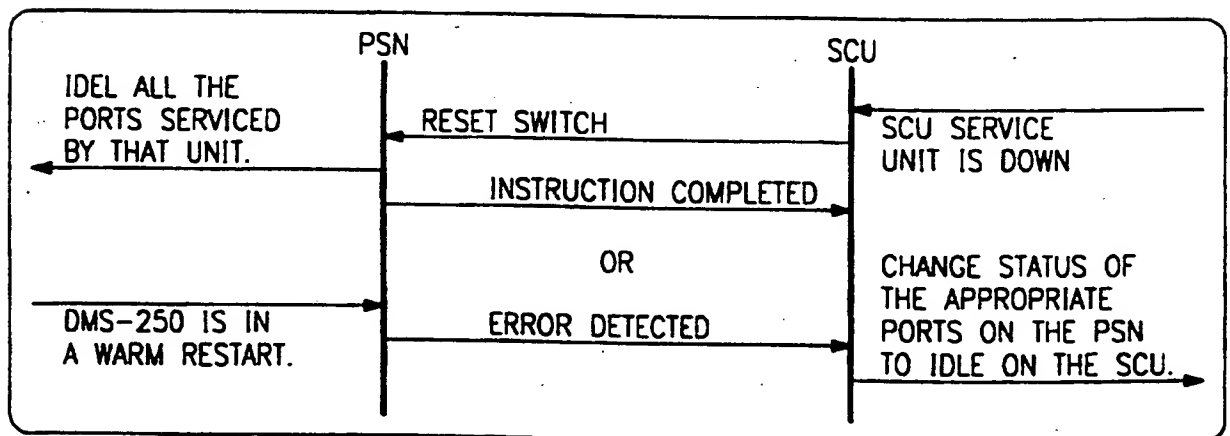 PSN
SCU
IDEL ALL THE
PORTS SERVICED
BY THAT UNIT.
RESET SWITCH
SCU SERVICE
UNIT IS DOWN
INSTRUCTION COMPLETED
OR
CHANGE STATUS OF
THE APPROPRIATE
PORTS ON THE PSN
TO IDLE ON THE SCU.
DMS-250 IS IN
A WARM RESTART.
ERROR DETECTED